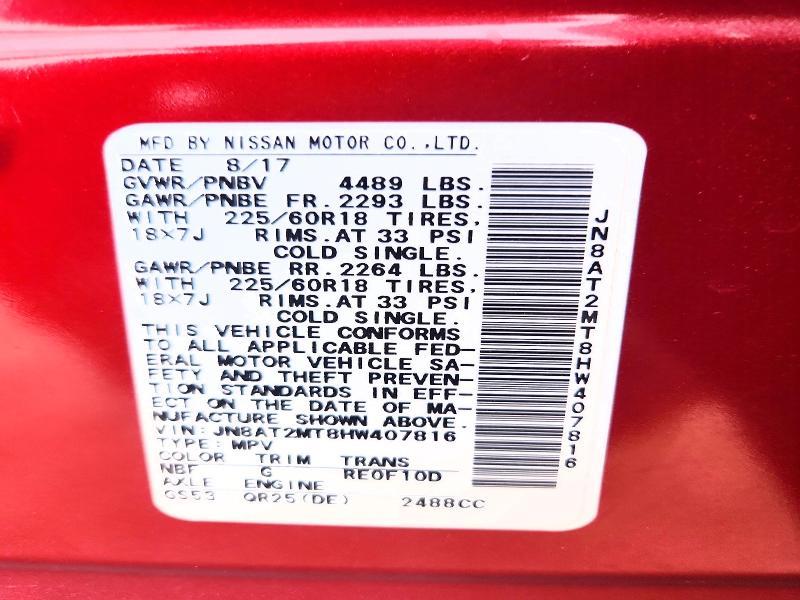 MFD BY NISSAN MOTOR CO.,LTD.
DATE 8/17
GVWR/PNBV 4489 LBS.
GAWR/PNBE FR. 2293 LBS.
WITH 225/60R18 TIRES,
18×7J RIMS.AT 33 PSI
COLD SINGLE.
GAWR/PNBE RR. 2264 LBS.
WITH 225/60R18 TIRES,
18×7J RIMS.AT 33 PSI
COLD SINGLE.
THIS VEHICLE CONFORMS
TO ALL APPLICABLE FED-
ERAL MOTOR VEHICLE SA-
FETY AND THEFT PREVEN-
TION STANDARDS IN EFF-
ECT ON THE DATE OF MA-
NUFACTURE SHOWN ABOVE.
VIN:JN8AT2MT8HW407816
TYPE:MPV
COLOR TRIM TRANS
NBF G RE0F10D
AXLE ENGINE
GS53 QR25(DE) 2488CC
JN8AT2MT8HW407816